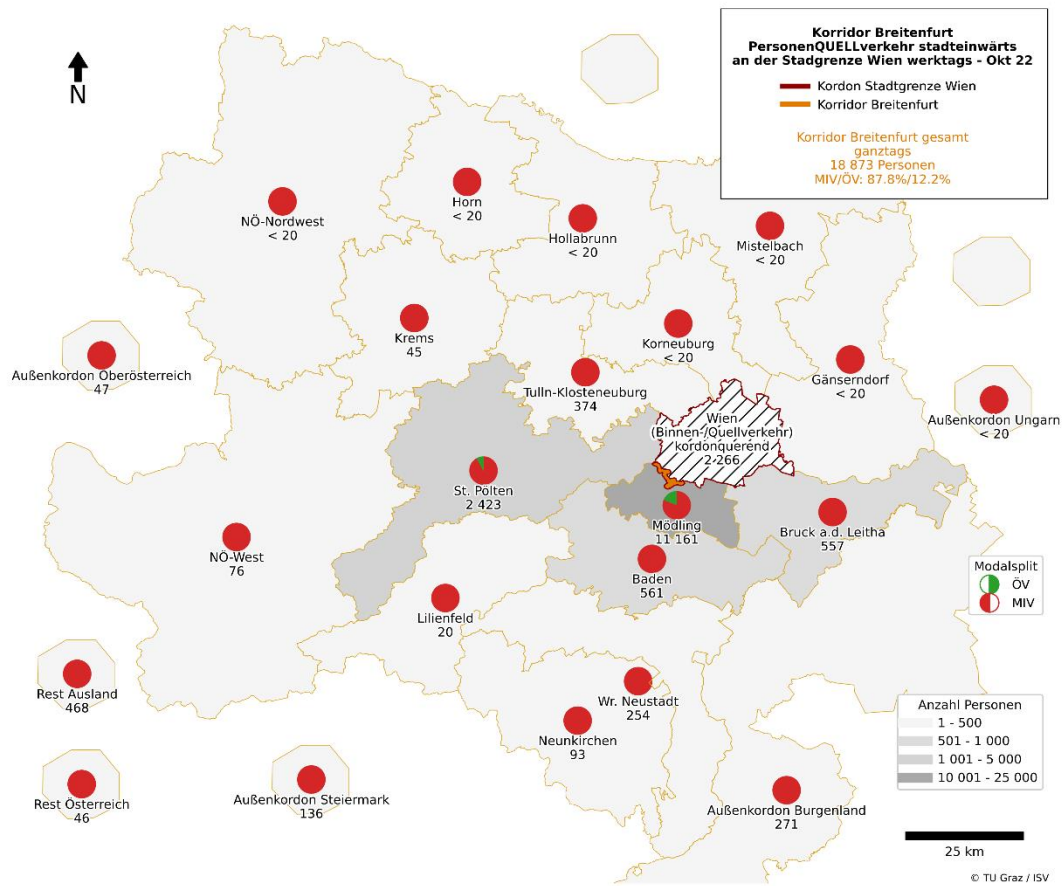 Korridor Breitenfurt
PersonenQUELLverkehr stadteinwärts
an der Stadgrenze Wien werktags - Okt 22
Kordon Stadtgrenze Wien
Korridor Breitenfurt
Korridor Breitenfurt gesamt
ganztags
18 873 Personen
MIV/ÖV: 87.8%/12.2%
N
NÖ-Nordwest
< 20
Horn
< 20
Hollabrunn
< 20
Mistelbach
< 20
Krems
45
Korneuburg
< 20
Außenkordon Oberösterreich
47
Tulln-Klosteneuburg
374
Gänserndorf
< 20
Außenkordon Ungarn
< 20
Wien
(Binnen-/Quellverkehr)
kordonquerend
2 266
St. Pölten
2 423
Mödling
11 161
Bruck a.d. Leitha
557
NÖ-West
76
Baden
561
Modalsplit
ÖV
MIV
Lilienfeld
20
Rest Ausland
468
Wr. Neustadt
254
Neunkirchen
93
Anzahl Personen
1 - 500
501 - 1 000
1 001 - 5 000
10 001 - 25 000
Rest Österreich
46
Außenkordon Steiermark
136
Außenkordon Burgenland
271
25 km
© TU Graz / ISV